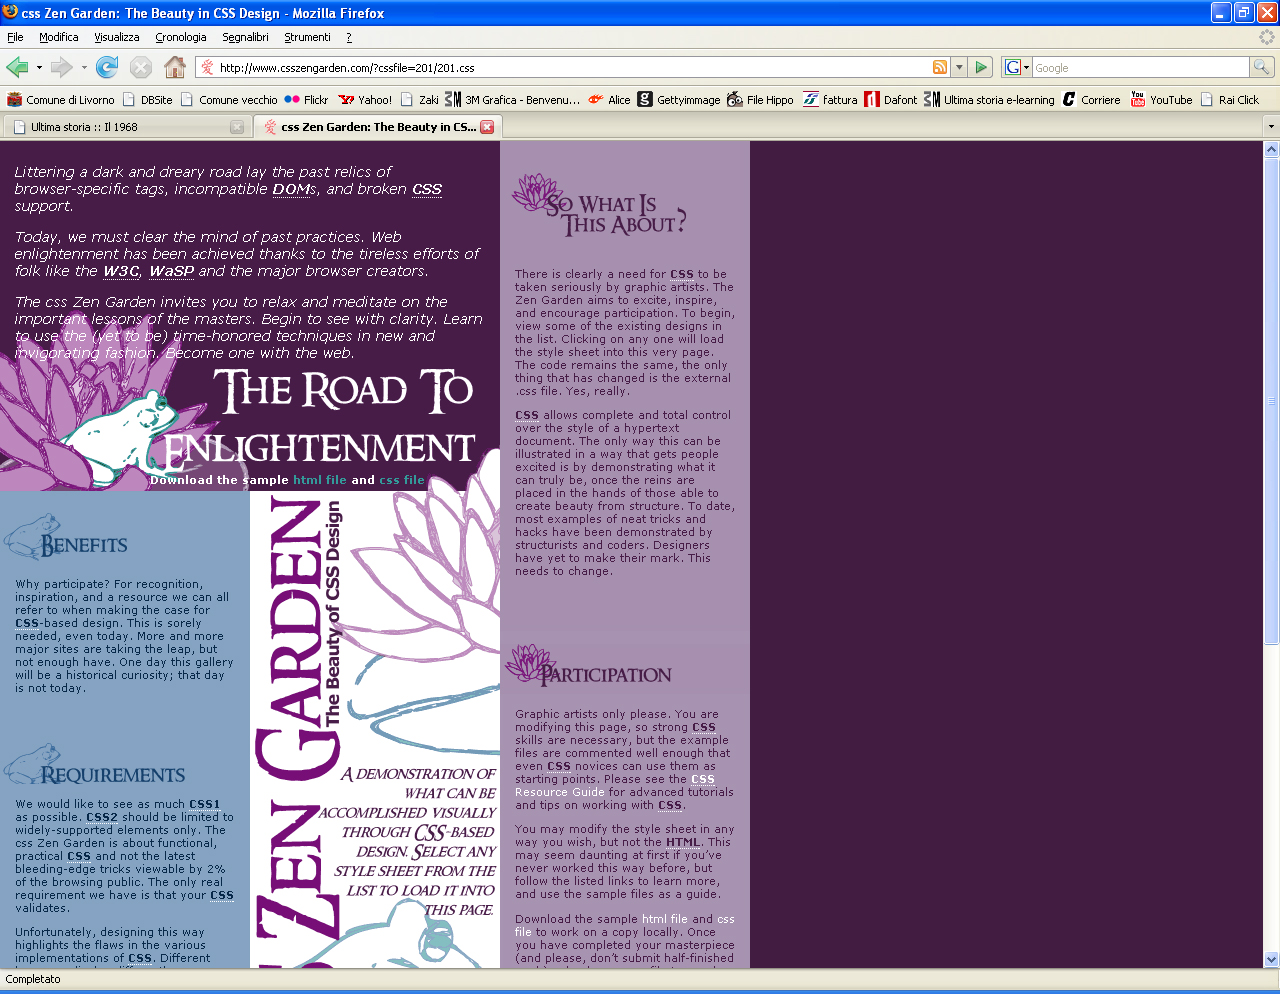 css Zen Garden: The Beauty in CSS Design - Mozilla Firefox
File Modifica Visualizza Cronologia Segnalibri Strumenti ?
http://www.csszengarden.com/?cssfile=201/201.css
G Google
Comune di Livorno DBSite Comune vecchio Flickr Yahoo! Zaki 3M Grafica - Benvenu... Alice Gettyimmage File Hippo fattura Dafont Ultima storia e-learning Corriere YouTube Rai Click
Ultima storia :: Il 1968
css Zen Garden: The Beauty in CS...
Littering a dark and dreary road lay the past relics of
browser-specific tags, incompatible DOMs, and broken CSS
support.
Today, we must clear the mind of past practices. Web
enlightenment has been achieved thanks to the tireless efforts of
folk like the W3C, WaSP and the major browser creators.
The css Zen Garden invites you to relax and meditate on the
important lessons of the masters. Begin to see with clarity. Learn
to use the (yet to be) time-honored techniques in new and
invigorating fashion. Become one with the web.
The Road To
Enlightenment
Download the sample html file and css file
Benefits
Why participate? For recognition,
inspiration, and a resource we can all
refer to when making the case for
CSS-based design. This is sorely
needed, even today. More and more
major sites are taking the leap, but
not enough have. One day this gallery
will be a historical curiosity; that day
is not today.
Requirements
We would like to see as much CSS1
as possible. CSS2 should be limited to
widely-supported elements only. The
css Zen Garden is about functional,
practical CSS and not the latest
bleeding-edge tricks viewable by 2%
of the browsing public. The only real
requirement we have is that your CSS
validates.
Unfortunately, designing this way
highlights the flaws in the various
implementations of CSS. Different
Zen Garden
The Beauty of CSS Design
A demonstration of
what can be
accomplished visually
through CSS-based
design. Select any
style sheet from the
list to load it into
this page.
So What Is
This About?
There is clearly a need for CSS to be
taken seriously by graphic artists. The
Zen Garden aims to excite, inspire,
and encourage participation. To begin,
view some of the existing designs in
the list. Clicking on any one will load
the style sheet into this very page.
The code remains the same, the only
thing that has changed is the external
.css file. Yes, really.
CSS allows complete and total control
over the style of a hypertext
document. The only way this can be
illustrated in a way that gets people
excited is by demonstrating what it
can truly be, once the reins are
placed in the hands of those able to
create beauty from structure. To date,
most examples of neat tricks and
hacks have been demonstrated by
structurists and coders. Designers
have yet to make their mark. This
needs to change.
Participation
Graphic artists only please. You are
modifying this page, so strong CSS
skills are necessary, but the example
files are commented well enough that
even CSS novices can use them as
starting points. Please see the CSS
Resource Guide for advanced tutorials
and tips on working with CSS.
You may modify the style sheet in any
way you wish, but not the HTML. This
may seem daunting at first if you've
never worked this way before, but
follow the listed links to learn more,
and use the sample files as a guide.
Download the sample html file and css
file to work on a copy locally. Once
you have completed your masterpiece
(and please, don't submit half-finished
Completato